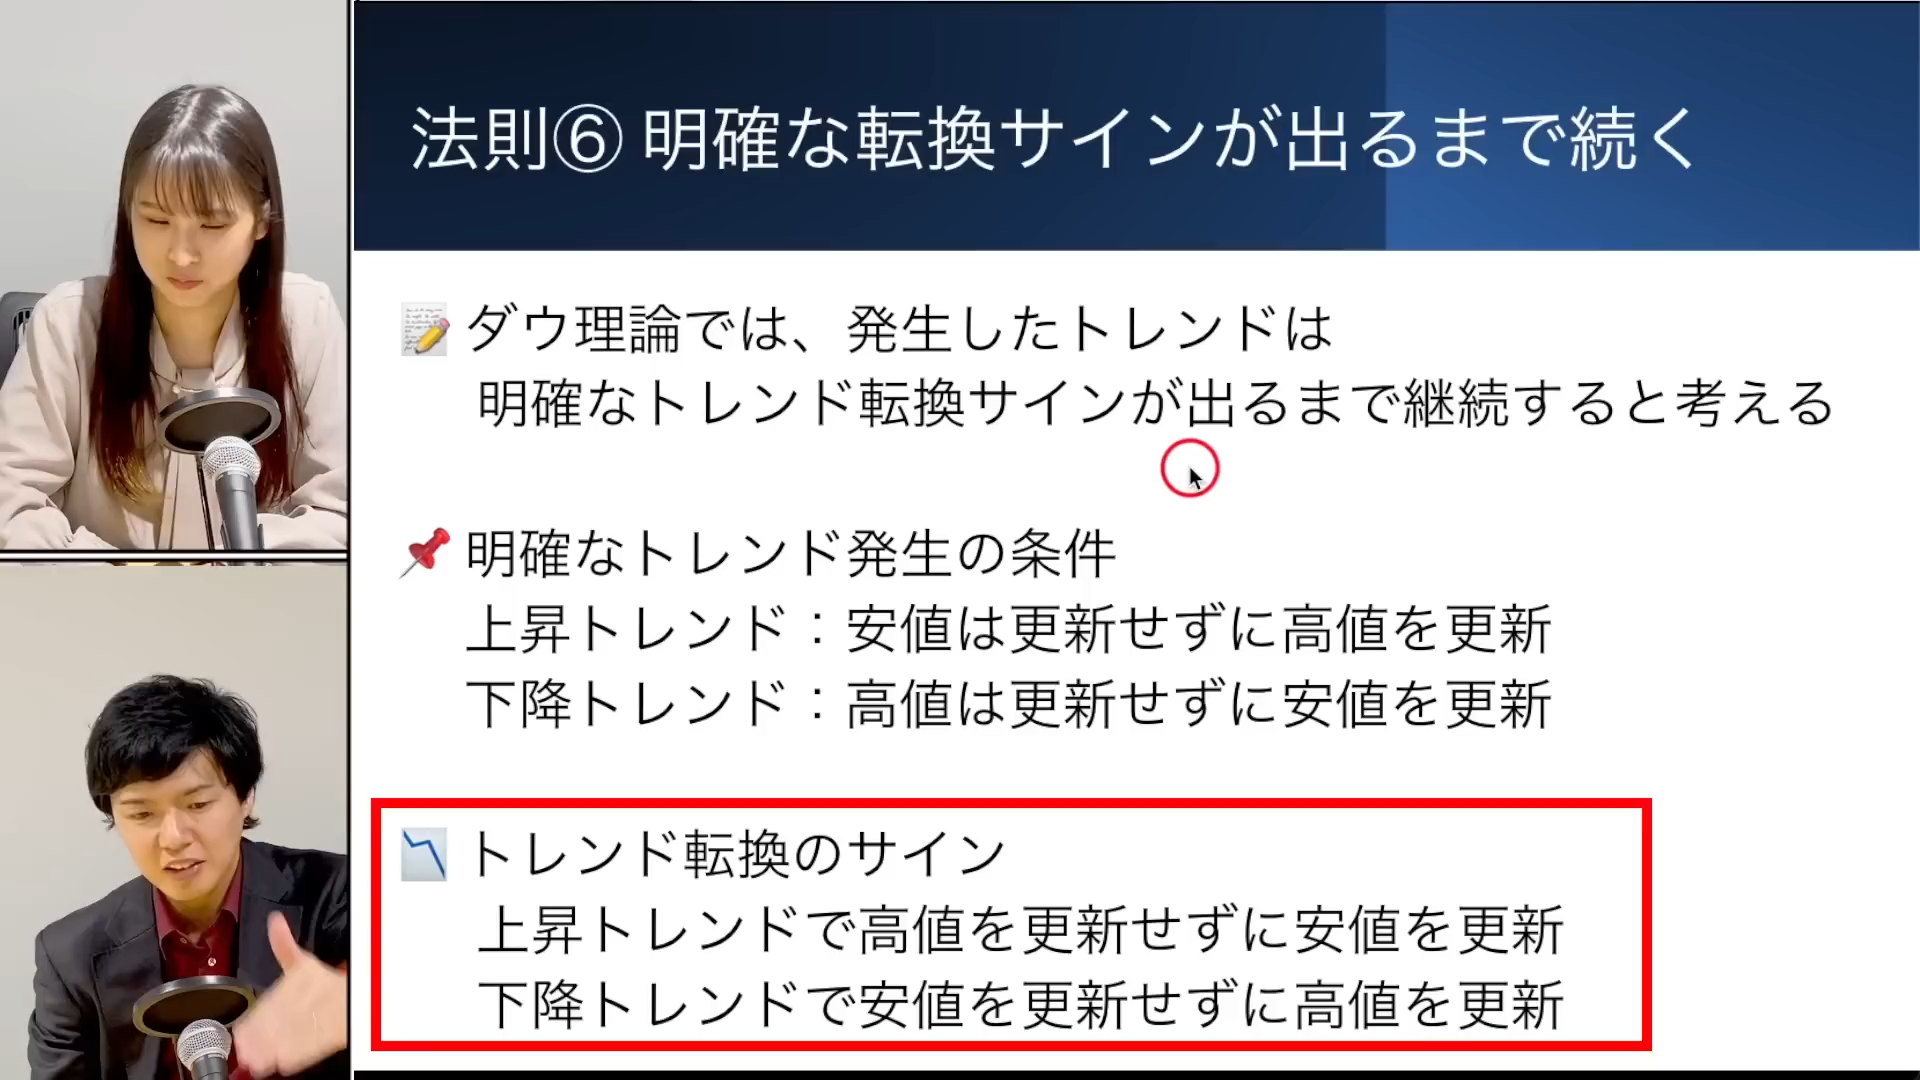 法則⑥ 明確な転換サインが出るまで続く
ダウ理論では、発生したトレンドは
明確なトレンド転換サインが出るまで継続すると考える
明確なトレンド発生の条件
上昇トレンド：安値は更新せずに高値を更新
下降トレンド：高値は更新せずに安値を更新
トレンド転換のサイン
上昇トレンドで高値を更新せずに安値を更新
下降トレンドで安値を更新せずに高値を更新